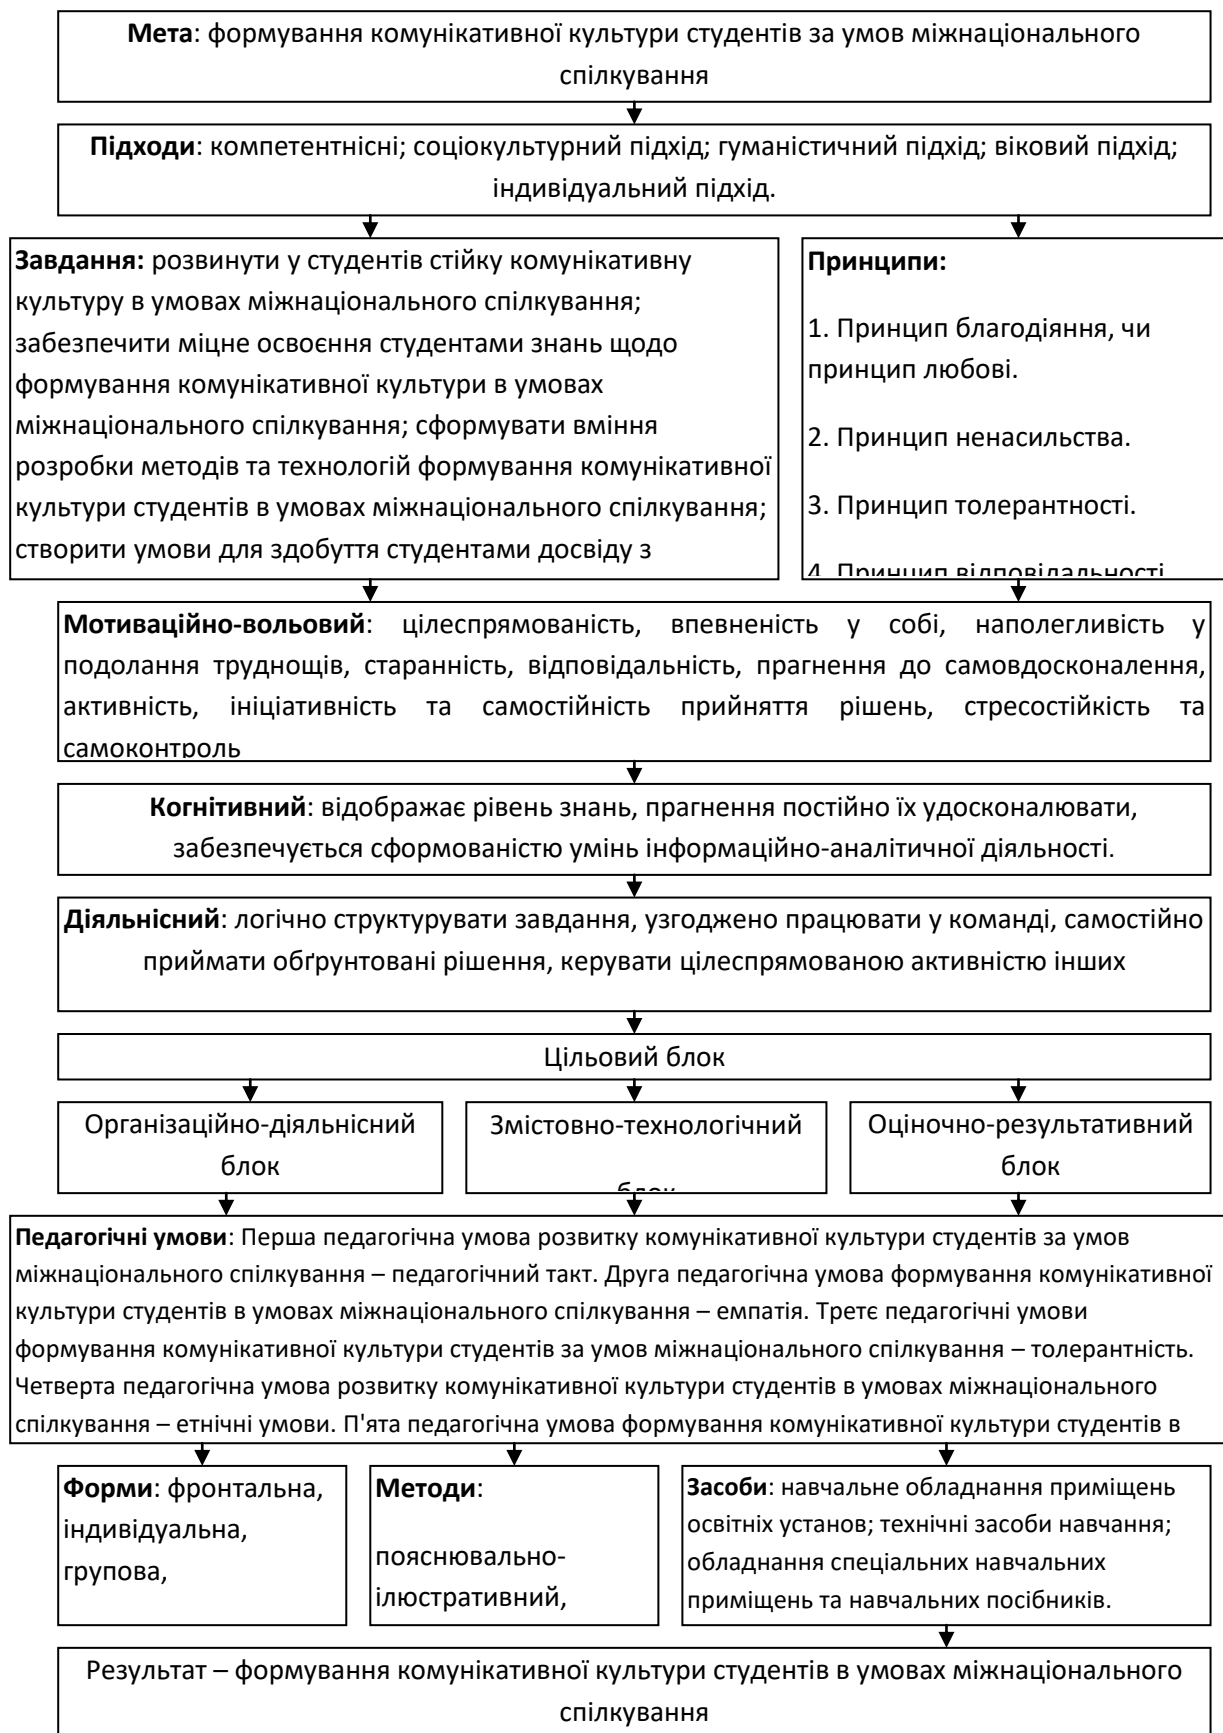 Мета: формування комунікативної культури студентів за умов міжнаціонального
спілкування
Підходи: компетентнісні; соціокультурний підхід; гуманістичний підхід; віковий підхід;
індивідуальний підхід.
Завдання: розвинути у студентів стійку комунікативну
культуру в умовах міжнаціонального спілкування;
забезпечити міцне освоєння студентами знань щодо
формування комунікативної культури в умовах
міжнаціонального спілкування; сформувати вміння
розробки методів та технологій формування комунікативної
культури студентів в умовах міжнаціонального спілкування;
створити умови для здобуття студентами досвіду з
Принципи:
1. Принцип благодіяння, чи
принцип любові.
2. Принцип ненасильства.
3. Принцип толерантності.
4. Принцип відповідальності
Мотиваційно-вольовий: цілеспрямованість, впевненість у собі, наполегливість у
подолання труднощів, старанність, відповідальність, прагнення до самовдосконалення,
активність, ініціативність та самостійність прийняття рішень, стресостійкість та
самоконтроль
Когнітивний: відображає рівень знань, прагнення постійно їх удосконалювати,
забезпечується сформованістю умінь інформаційно-аналітичної діяльності.
Діяльнісний: логічно структурувати завдання, узгоджено працювати у команді, самостійно
приймати обґрунтовані рішення, керувати цілеспрямованою активністю інших
Цільовий блок
Організаційно-діяльнісний
блок
Змістовно-технологічний
блок
Оціночно-результативний
блок
Педагогічні умови: Перша педагогічна умова розвитку комунікативної культури студентів за умов
міжнаціонального спілкування – педагогічний такт. Друга педагогічна умова формування комунікативної
культури студентів в умовах міжнаціонального спілкування – емпатія. Третє педагогічні умови
формування комунікативної культури студентів за умов міжнаціонального спілкування – толерантність.
Четверта педагогічна умова розвитку комунікативної культури студентів в умовах міжнаціонального
спілкування – етнічні умови. П'ята педагогічна умова формування комунікативної культури студентів в
Форми: фронтальна,
індивідуальна,
групова,
Методи:
пояснювально-
ілюстративний,
Засоби: навчальне обладнання приміщень
освітніх установ; технічні засоби навчання;
обладнання спеціальних навчальних
приміщень та навчальних посібників.
Результат – формування комунікативної культури студентів в умовах міжнаціонального
спілкування